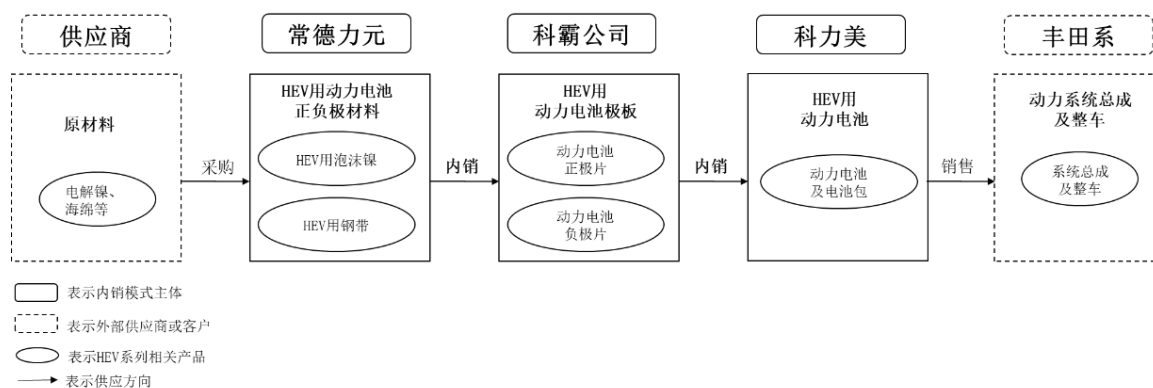 供应商
常德力元
科霸公司
科力美
丰田系
原材料
电解镍、
海绵等
采购
HEV用动力电池
正负极材料
HEV用泡沫镍
HEV用钢带
内销
HEV用
动力电池极板
动力电池
正极片
动力电池
负极片
内销
HEV用
动力电池
动力电池
及电池包
销售
动力系统总成
及整车
系统总成
及整车
表示内销模式主体
表示外部供应商或客户
表示HEV系列相关产品
表示供应方向